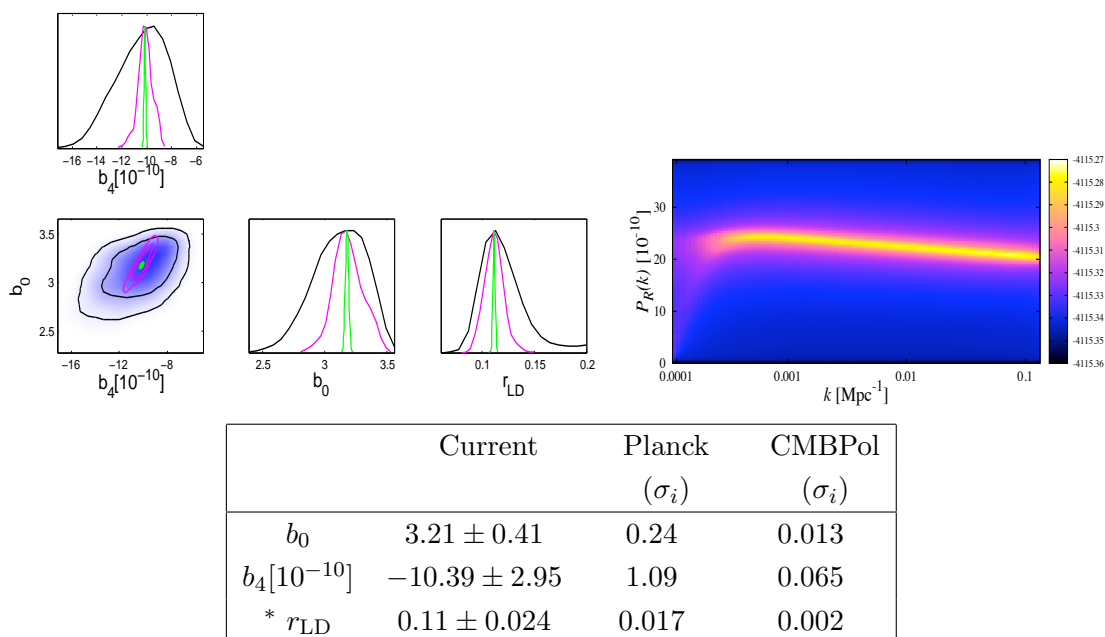 −16 −14 −12 −10 −8 −6
b₄[10⁻¹⁰]
3.5
3
2.5
b₀
−16 −12 −8
b₄[10⁻¹⁰]
2.5 3 3.5
b₀
0.1 0.15 0.2
r_LD
30
20
10
0
P_R(k) [10⁻¹⁰]
0.0001 0.001 0.01 0.1
k [Mpc⁻¹]
-4115.27
-4115.28
-4115.29
-4115.30
-4115.31
-4115.32
-4115.33
-4115.34
-4115.35
-4115.36
Current Planck CMBPol
(σᵢ) (σᵢ)
b₀ 3.21 ± 0.41 0.24 0.013
b₄[10⁻¹⁰] −10.39 ± 2.95 1.09 0.065
* r_LD 0.11 ± 0.024 0.017 0.002